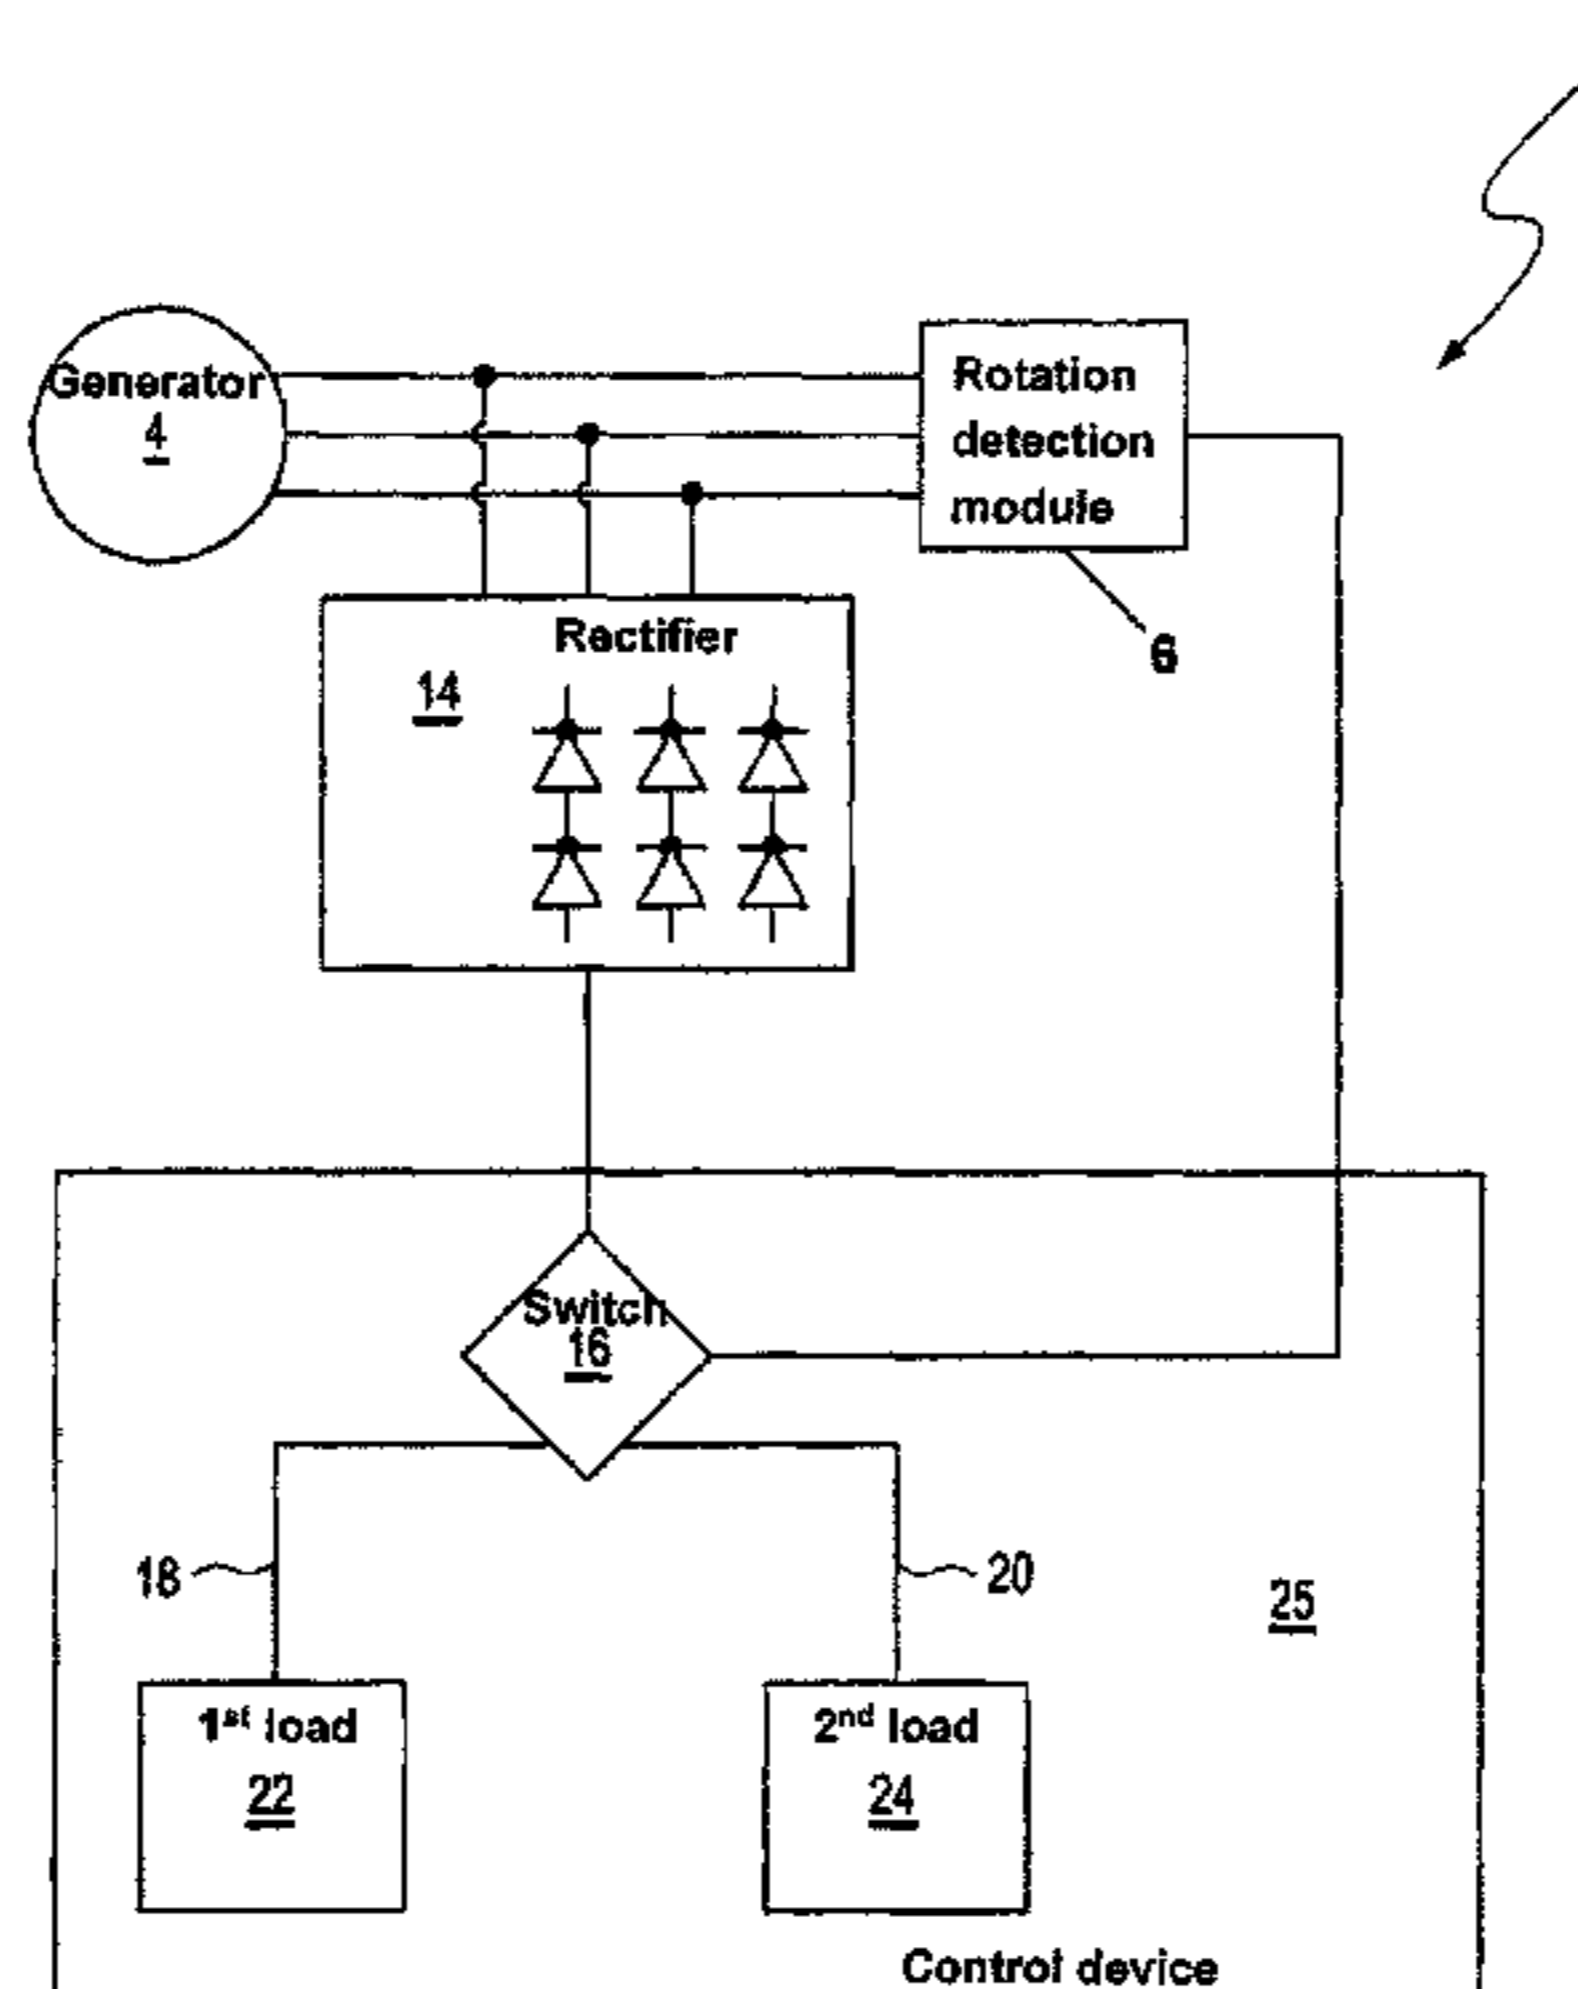 Generator
4
Rotation
detection
module
6
Rectifier
14
Switch
16
18
20
25
1st load
22
2nd load
24
Control device